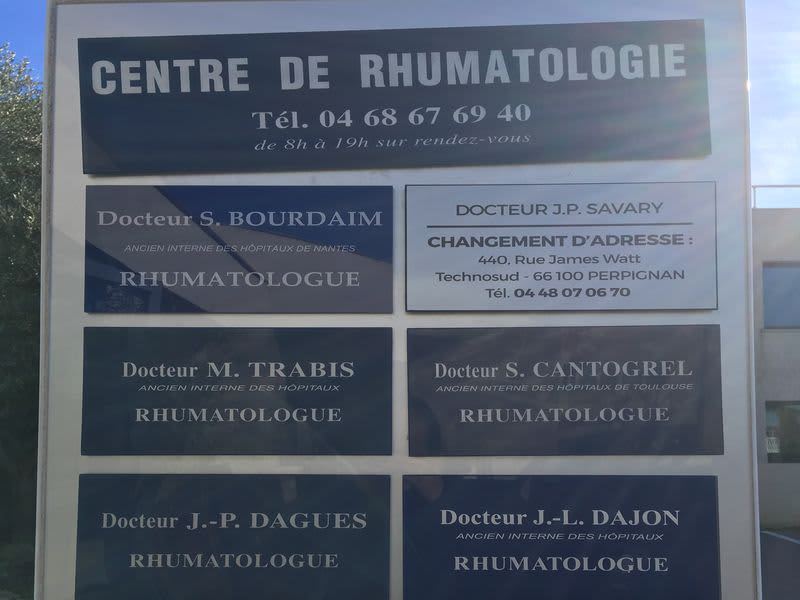 CENTRE DE RHUMATOLOGIE
Tél. 04 68 67 69 40
de 8h à 19h sur rendez-vous
Docteur S. BOURDAIM
ANCIEN INTERNE DES HÔPITAUX DE NANTES
RHUMATOLOGUE
DOCTEUR J.P. SAVARY
CHANGEMENT D'ADRESSE :
440, Rue James Watt
Technosud - 66 100 PERPIGNAN
Tél. 04 48 07 06 70
Docteur M. TRABIS
ANCIEN INTERNE DES HÔPITAUX
RHUMATOLOGUE
Docteur S. CANTOGREL
ANCIEN INTERNE DES HÔPITAUX DE TOULOUSE
RHUMATOLOGUE
Docteur J.-P. DAGUES
RHUMATOLOGUE
Docteur J.-L. DAJON
ANCIEN INTERNE DES HÔPITAUX
RHUMATOLOGUE